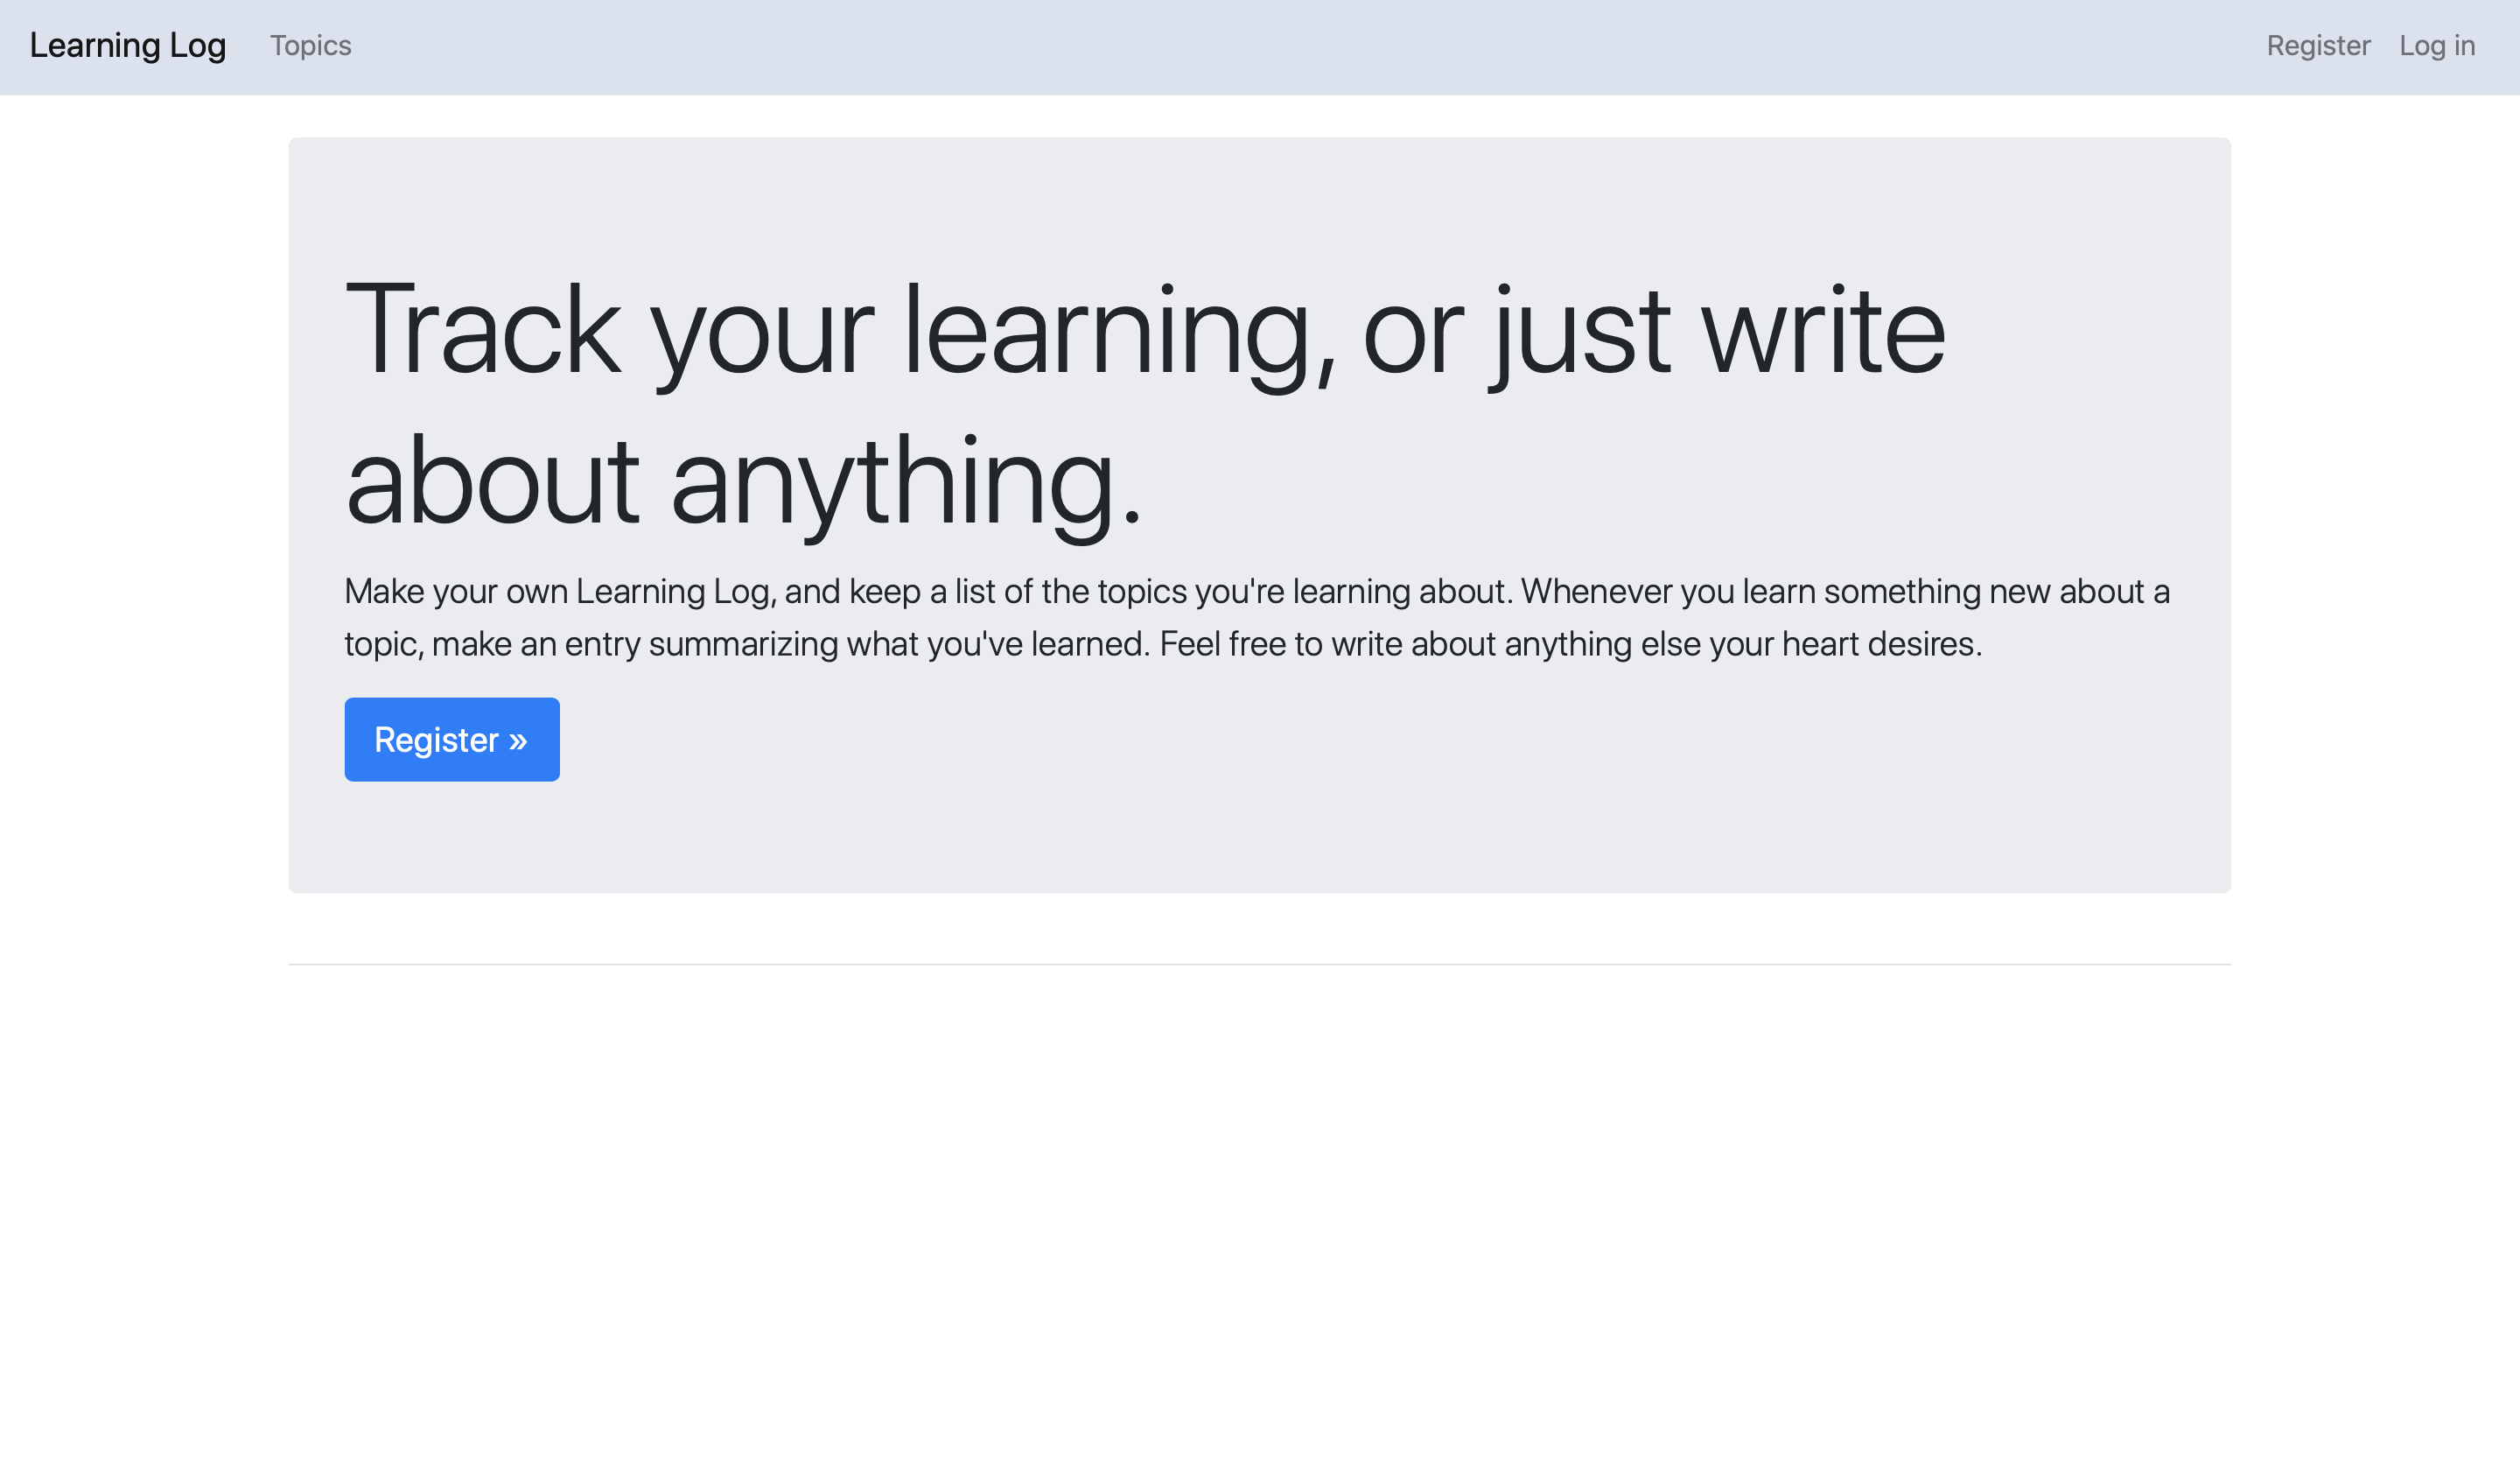 Learning Log Topics Register Log in
Track your learning, or just write
about anything.
Make your own Learning Log, and keep a list of the topics you're learning about. Whenever you learn something new about a
topic, make an entry summarizing what you've learned. Feel free to write about anything else your heart desires.
Register »